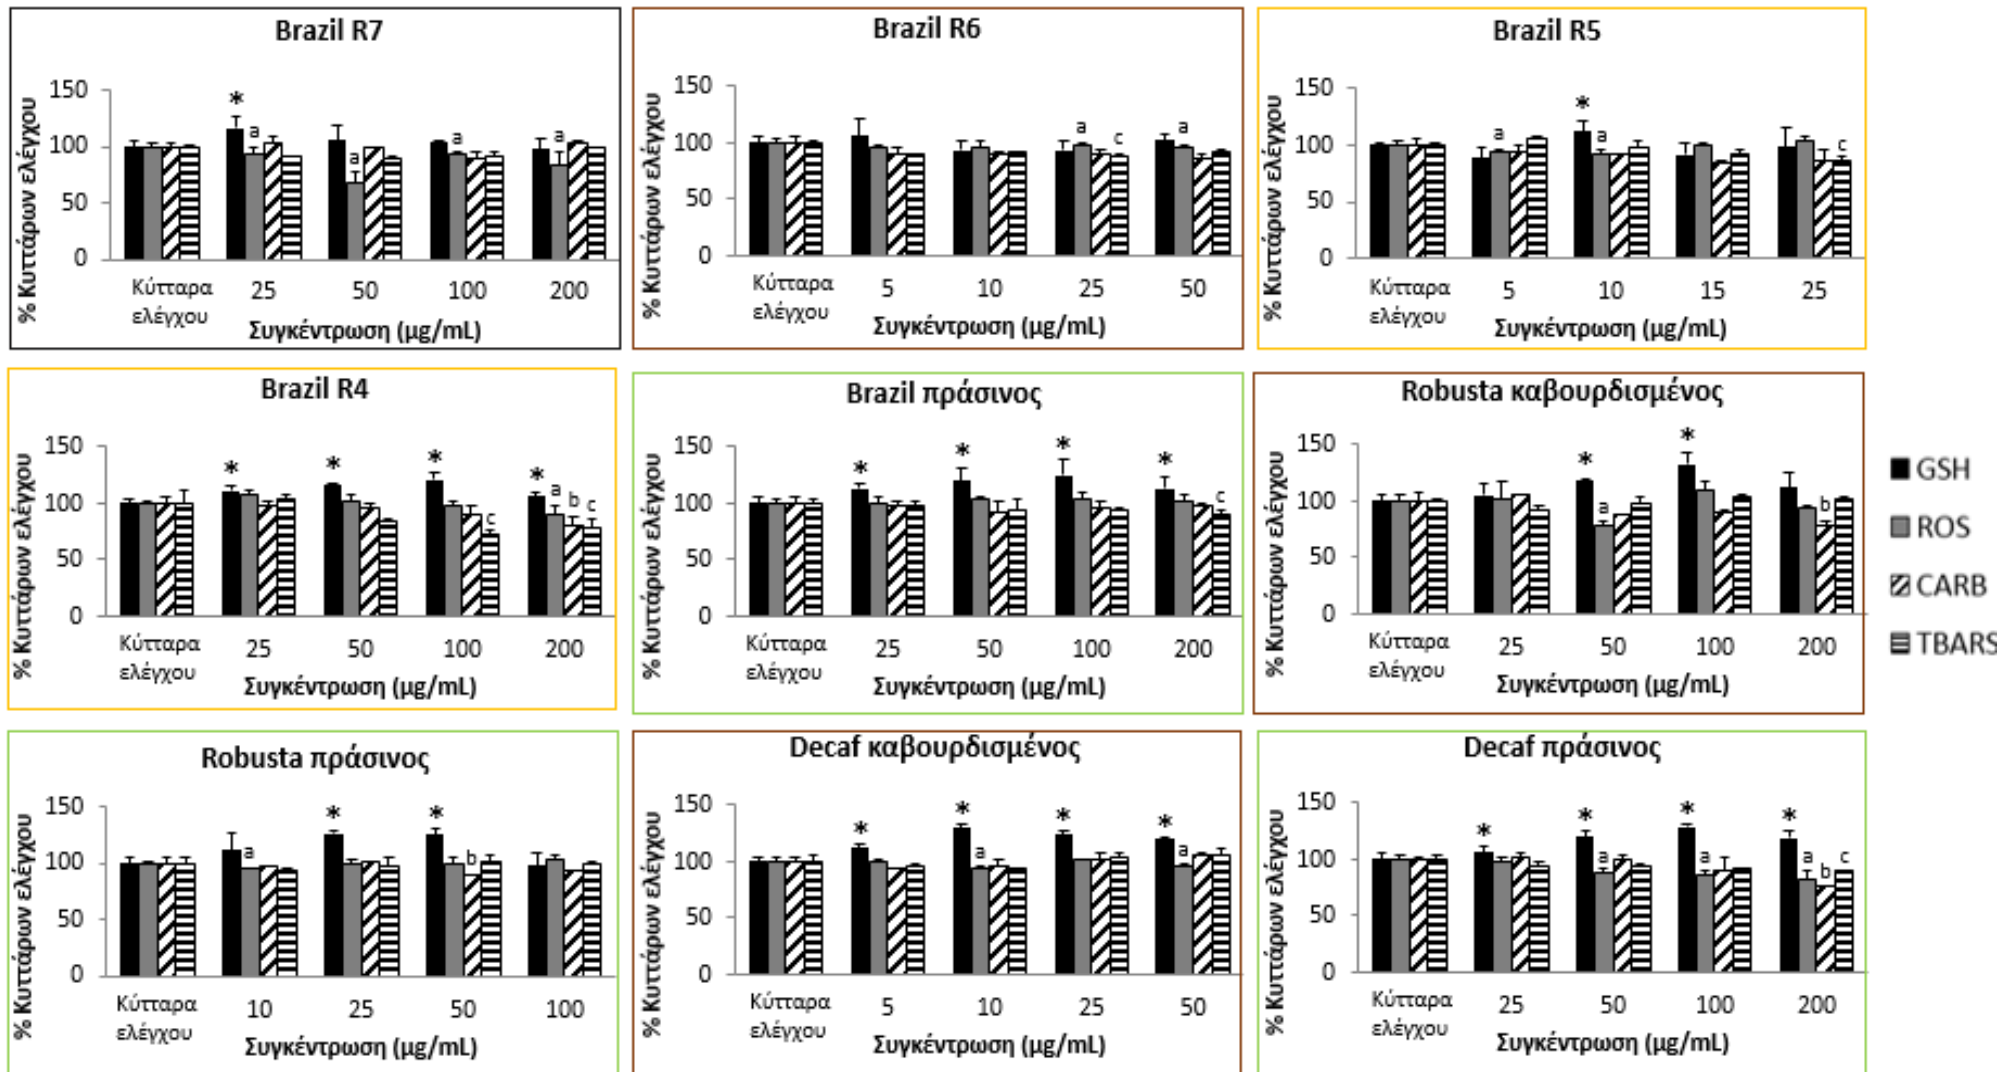 Brazil R7
% Κυττάρων ελέγχου
150
100
50
0
* a a a a
Κύτταρα ελέγχου 25 50 100 200
Συγκέντρωση (μg/mL)
Brazil R6
% Κυττάρων ελέγχου
150
100
50
0
a c a
Κύτταρα ελέγχου 5 10 25 50
Συγκέντρωση (μg/mL)
Brazil R5
% Κυττάρων ελέγχου
150
100
50
0
a * a c
Κύτταρα ελέγχου 5 10 15 25
Συγκέντρωση (μg/mL)
Brazil R4
% Κυττάρων ελέγχου
150
100
50
0
* * * c * a b c
Κύτταρα ελέγχου 25 50 100 200
Συγκέντρωση (μg/mL)
Brazil πράσινος
% Κυττάρων ελέγχου
150
100
50
0
* * * * c
Κύτταρα ελέγχου 25 50 100 200
Συγκέντρωση (μg/mL)
Robusta καβουρδισμένος
% Κυττάρων ελέγχου
150
100
50
0
* a * b
Κύτταρα ελέγχου 25 50 100 200
Συγκέντρωση (μg/mL)
GSH
ROS
CARB
TBARS
Robusta πράσινος
% Κυττάρων ελέγχου
150
100
50
0
a * * b
Κύτταρα ελέγχου 10 25 50 100
Συγκέντρωση (μg/mL)
Decaf καβουρδισμένος
% Κυττάρων ελέγχου
150
100
50
0
* * a * * a
Κύτταρα ελέγχου 5 10 25 50
Συγκέντρωση (μg/mL)
Decaf πράσινος
% Κυττάρων ελέγχου
150
100
50
0
* * a * a * a b c
Κύτταρα ελέγχου 25 50 100 200
Συγκέντρωση (μg/mL)